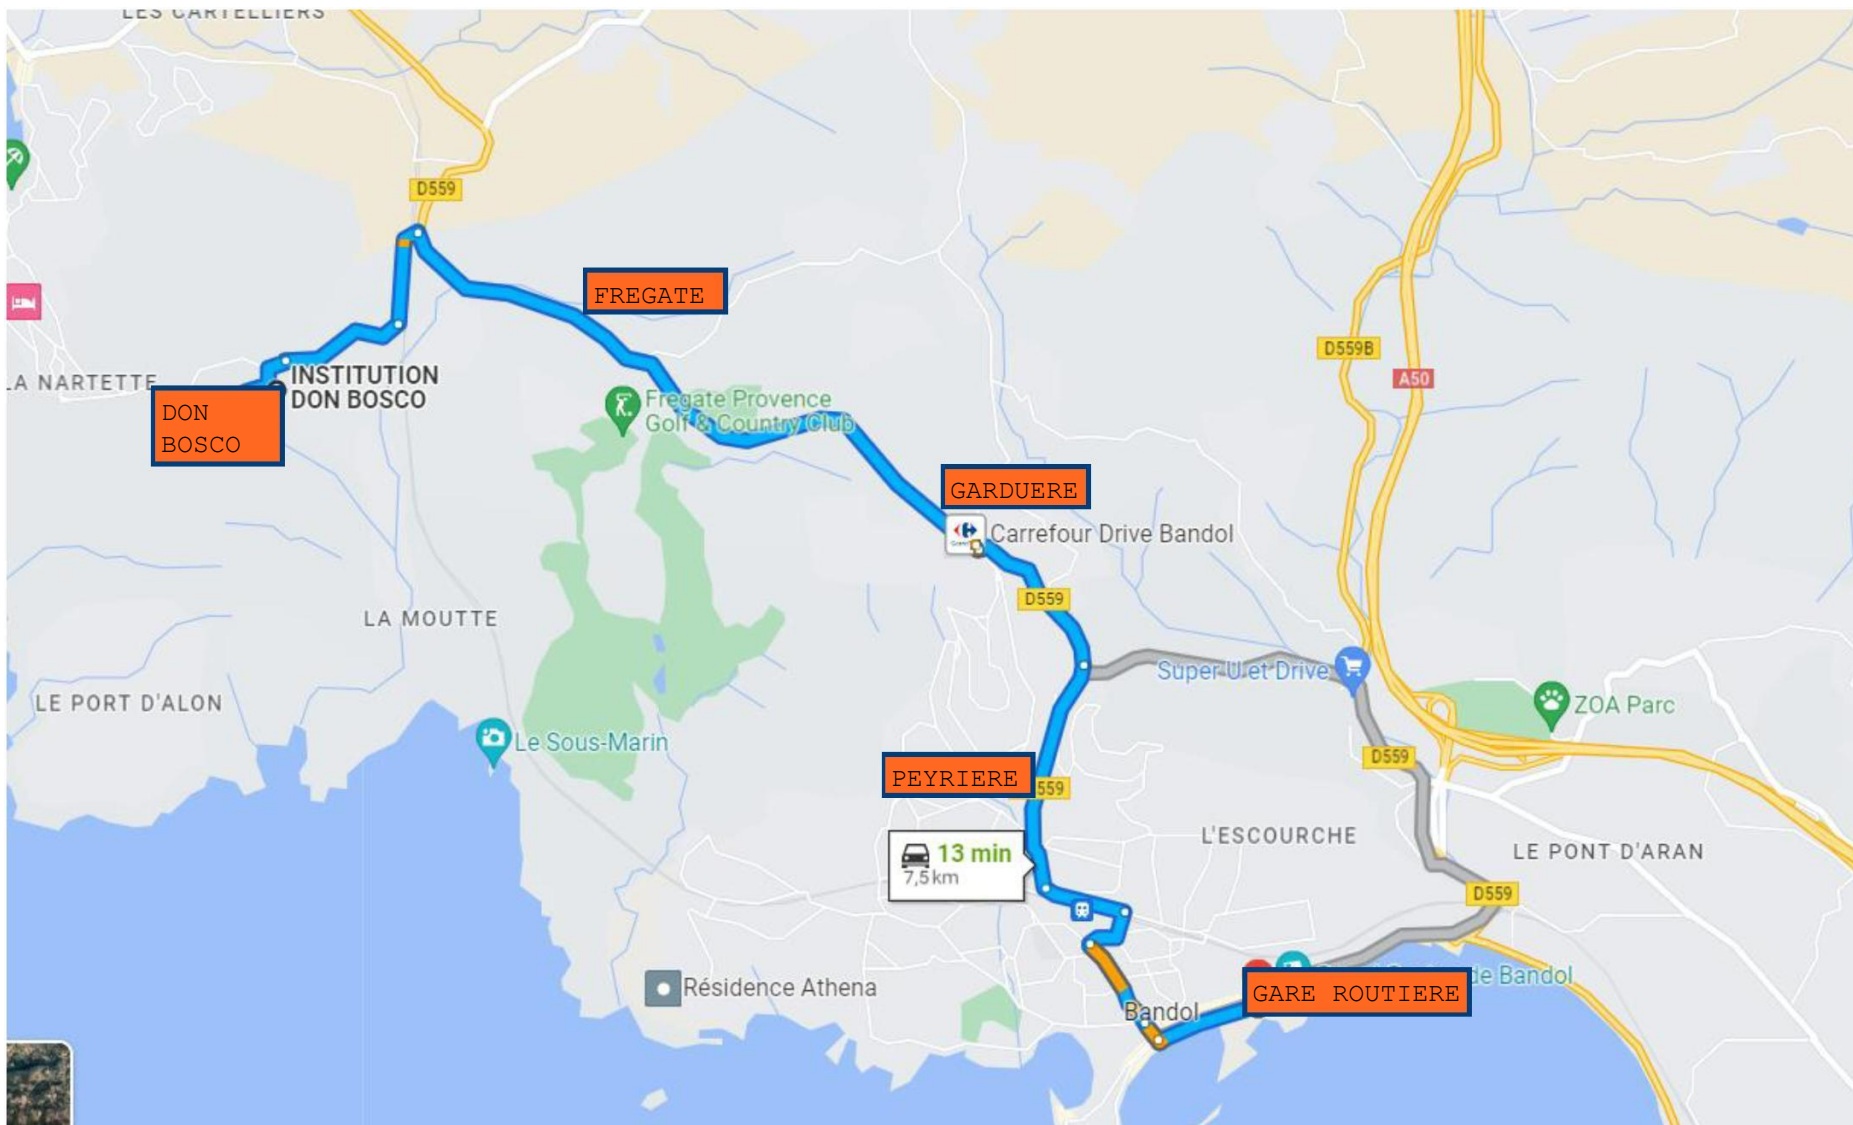 LES CARTELLIERS
D559
FREGATE
LA NARTETTE
INSTITUTION
DON BOSCO
DON
BOSCO
Fregate Provence
Golf & Country Club
D559B
A50
GARDUERE
Carrefour Drive Bandol
D559
LA MOUTTE
Super U et Drive
LE PORT D'ALON
ZOA Parc
Le Sous-Marin
D559
PEYRIERE
559
L'ESCOURCHE
LE PONT D'ARAN
13 min
7,5 km
D559
Résidence Athena
de Bandol
GARE ROUTIERE
Bandol